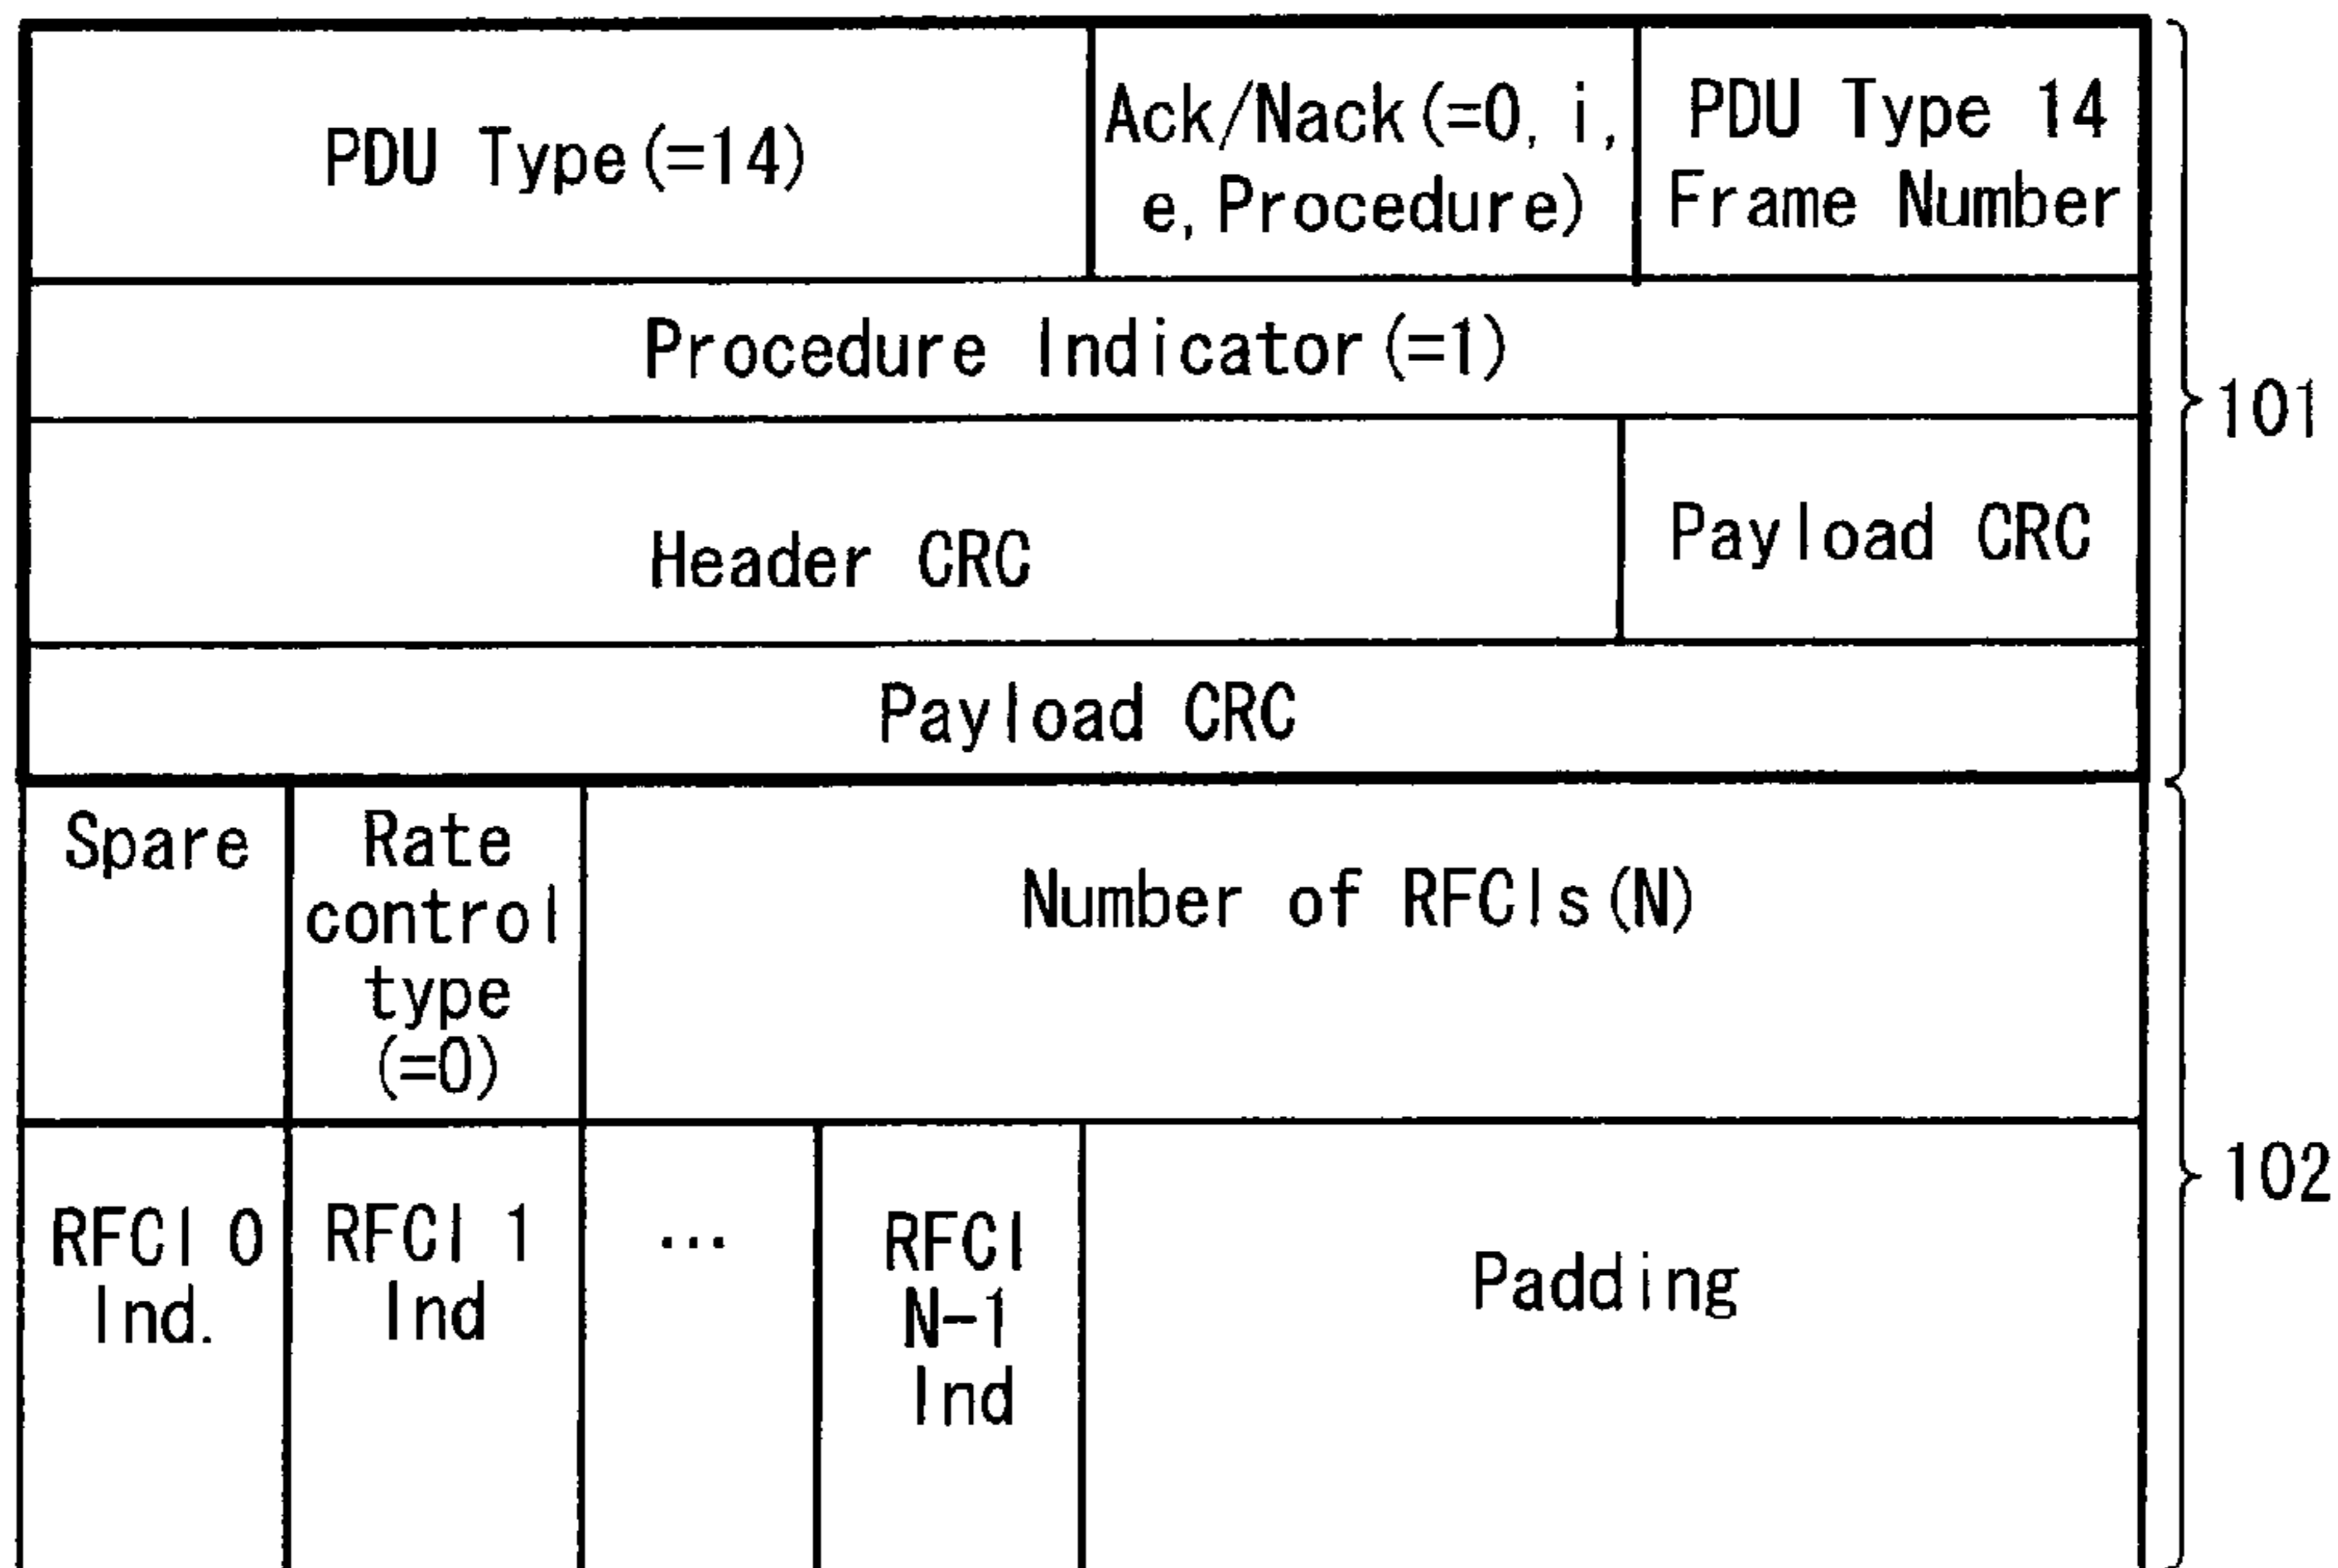 PDU Type(=14)
Ack/Nack(=0, i,
e, Procedure)
PDU Type 14
Frame Number
Procedure Indicator(=1)
101
Header CRC
Payload CRC
Payload CRC
Spare
Rate
control
type
(=0)
Number of RFCIs(N)
102
RFCI 0
Ind.
RFCI 1
Ind
...
RFCI
N-1
Ind
Padding